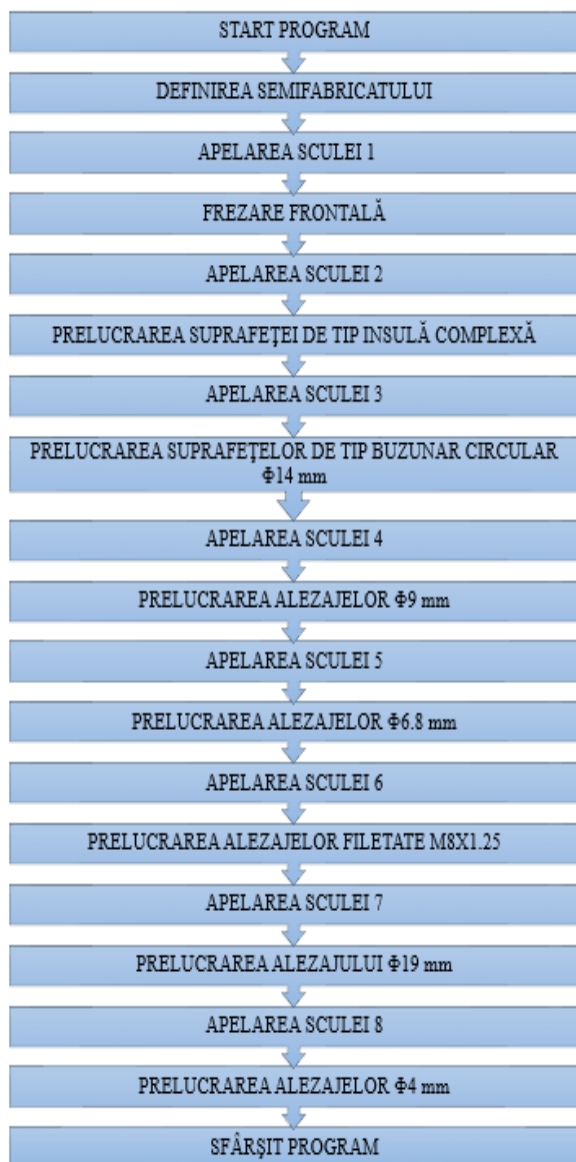 START PROGRAM
DEFINIREA SEMIFABRICATULUI
APELAREA SCULEI 1
FREZARE FRONTALĂ
APELAREA SCULEI 2
PRELUCRAREA SUPRAFEŢEI DE TIP INSULĂ COMPLEXĂ
APELAREA SCULEI 3
PRELUCRAREA SUPRAFEŢELOR DE TIP BUZUNAR CIRCULAR
Φ14 mm
APELAREA SCULEI 4
PRELUCRAREA ALEZAJELOR Φ9 mm
APELAREA SCULEI 5
PRELUCRAREA ALEZAJELOR Φ6.8 mm
APELAREA SCULEI 6
PRELUCRAREA ALEZAJELOR FILETATE M8X1.25
APELAREA SCULEI 7
PRELUCRAREA ALEZAJULUI Φ19 mm
APELAREA SCULEI 8
PRELUCRAREA ALEZAJELOR Φ4 mm
SFÂRŞIT PROGRAM